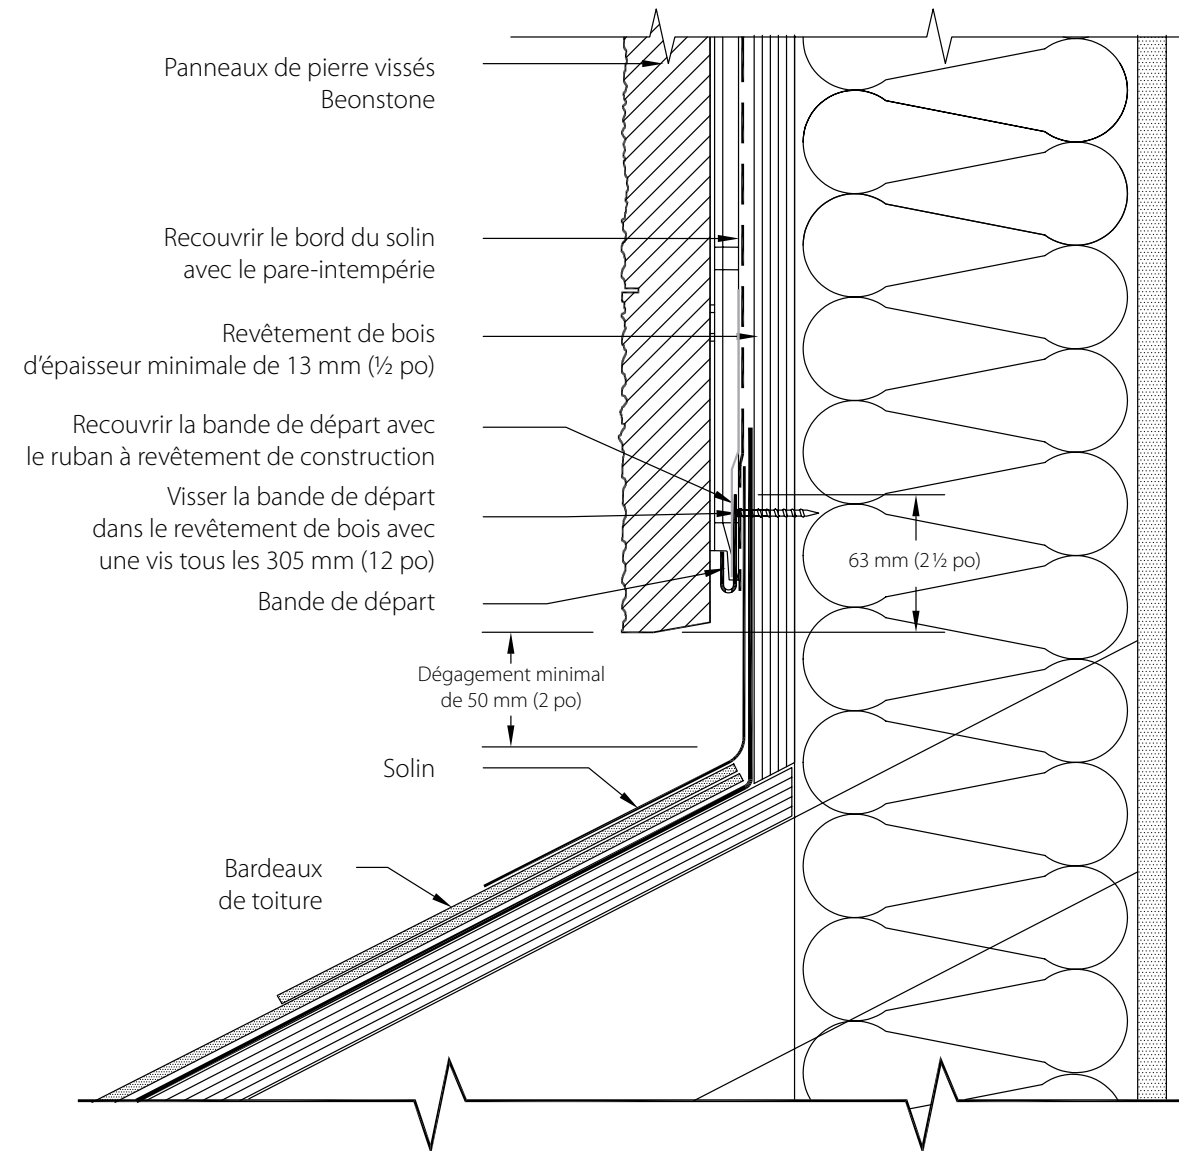 Panneaux de pierre vissés
Beonstone
Recouvrir le bord du solin
avec le pare-intempérie
Revêtement de bois
d'épaisseur minimale de 13 mm (½ po)
Recouvrir la bande de départ avec
le ruban à revêtement de construction
Visser la bande de départ
dans le revêtement de bois avec
une vis tous les 305 mm (12 po)
63 mm (2 ½ po)
Bande de départ
Dégagement minimal
de 50 mm (2 po)
Solin
Bardeaux
de toiture